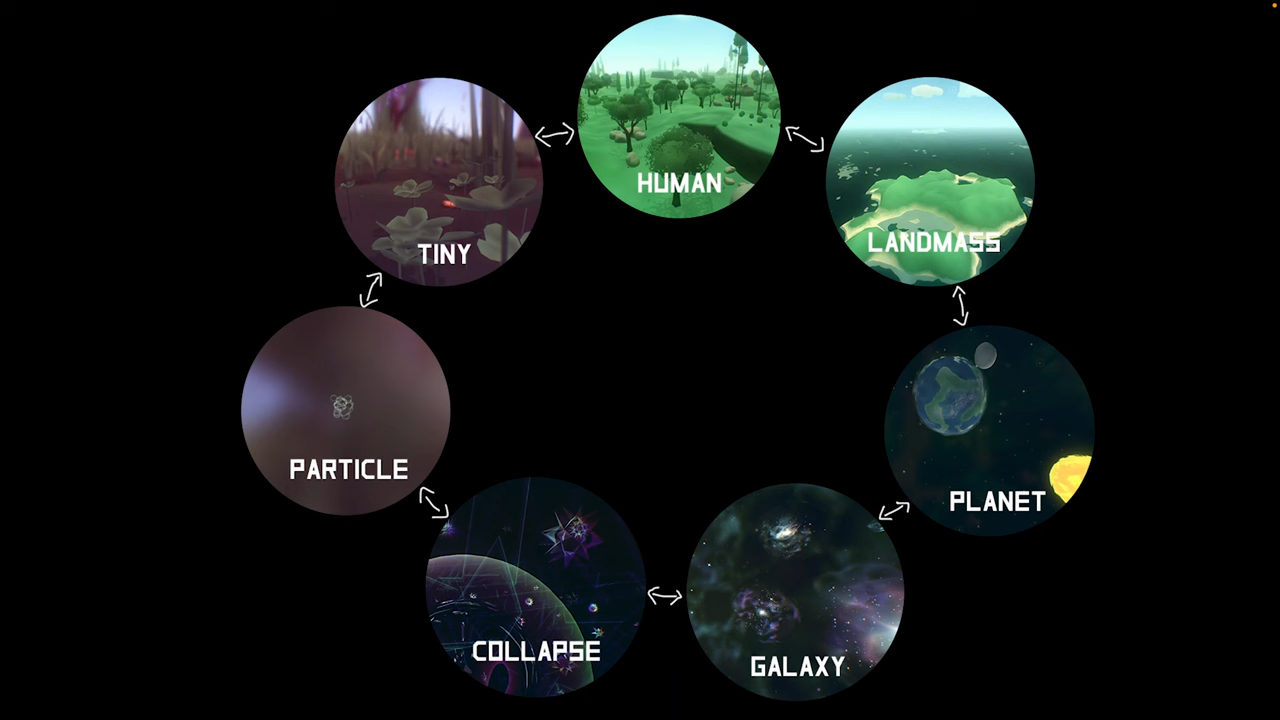 HUMAN
TINY
LANDMASS
PARTICLE
PLANET
COLLAPSE
GALAXY